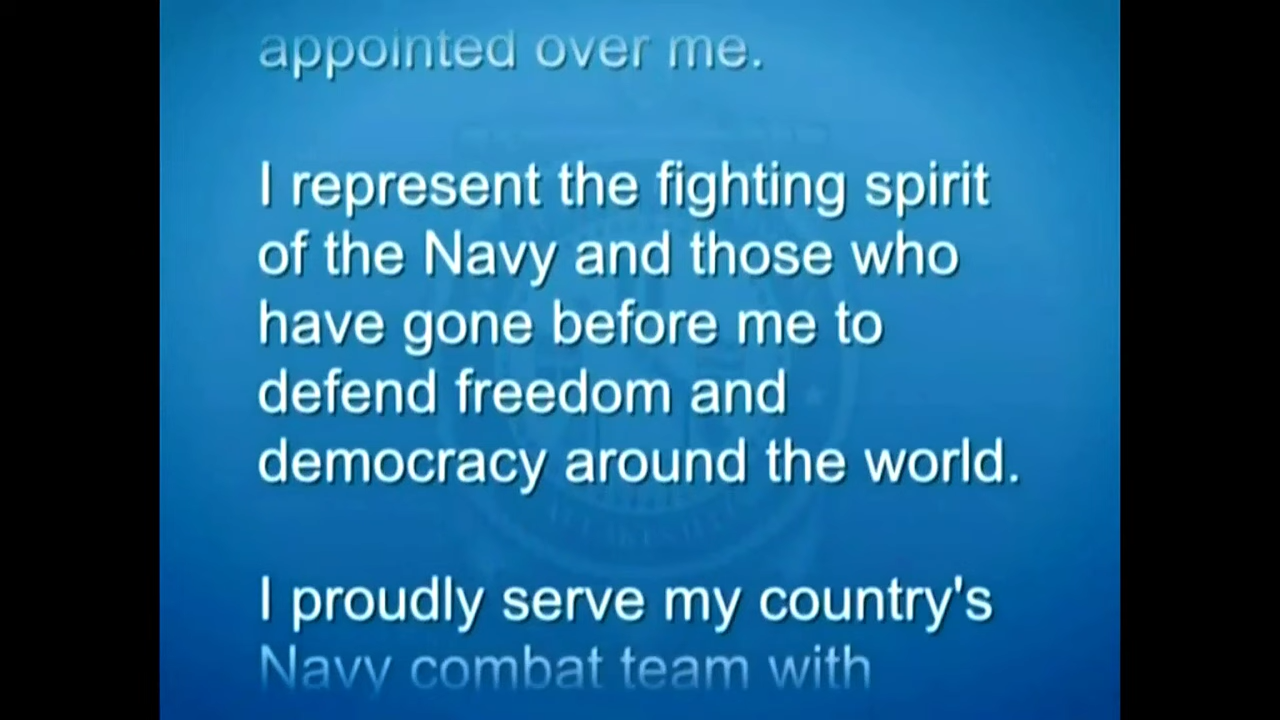 appointed over me.
I represent the fighting spirit
of the Navy and those who
have gone before me to
defend freedom and
democracy around the world.
I proudly serve my country's
Navy combat team with